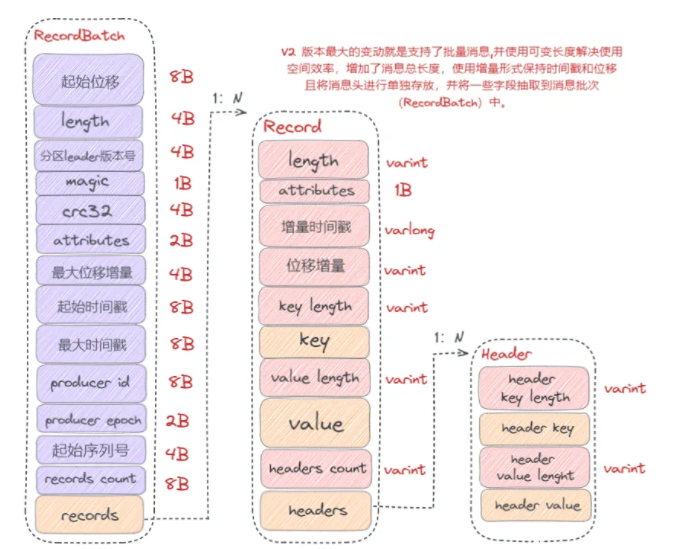 RecordBatch
V2 版本最大的变动就是支持了批量消息,并使用可变长度解决使用
空间效率，增加了消息总长度，使用增量形式保持时间戳和位移
且将消息头进行单独存放，并将一些字段抽取到消息批次
（RecordBatch）中。
起始位移 8B
length 4B
分区leader版本号 4B
magic 1B
crc32 4B
attributes 2B
最大位移增量 4B
起始时间戳 8B
最大时间戳 8B
producer id 8B
producer epoch 2B
起始序列号 4B
records count 8B
records
1: N
Record
length varint
attributes 1B
增量时间戳 varlong
位移增量 varint
key length varint
key
value length varint
value
headers count varint
headers
1: N
Header
header
key length varint
header key
header
value lenght varint
header value